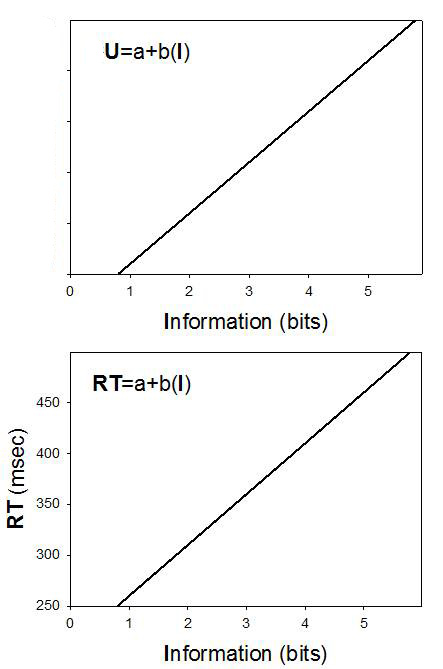 U=a+b(I)
0 1 2 3 4 5
Information (bits)
RT=a+b(I)
RT (msec)
450
400
350
300
250
0 1 2 3 4 5
Information (bits)